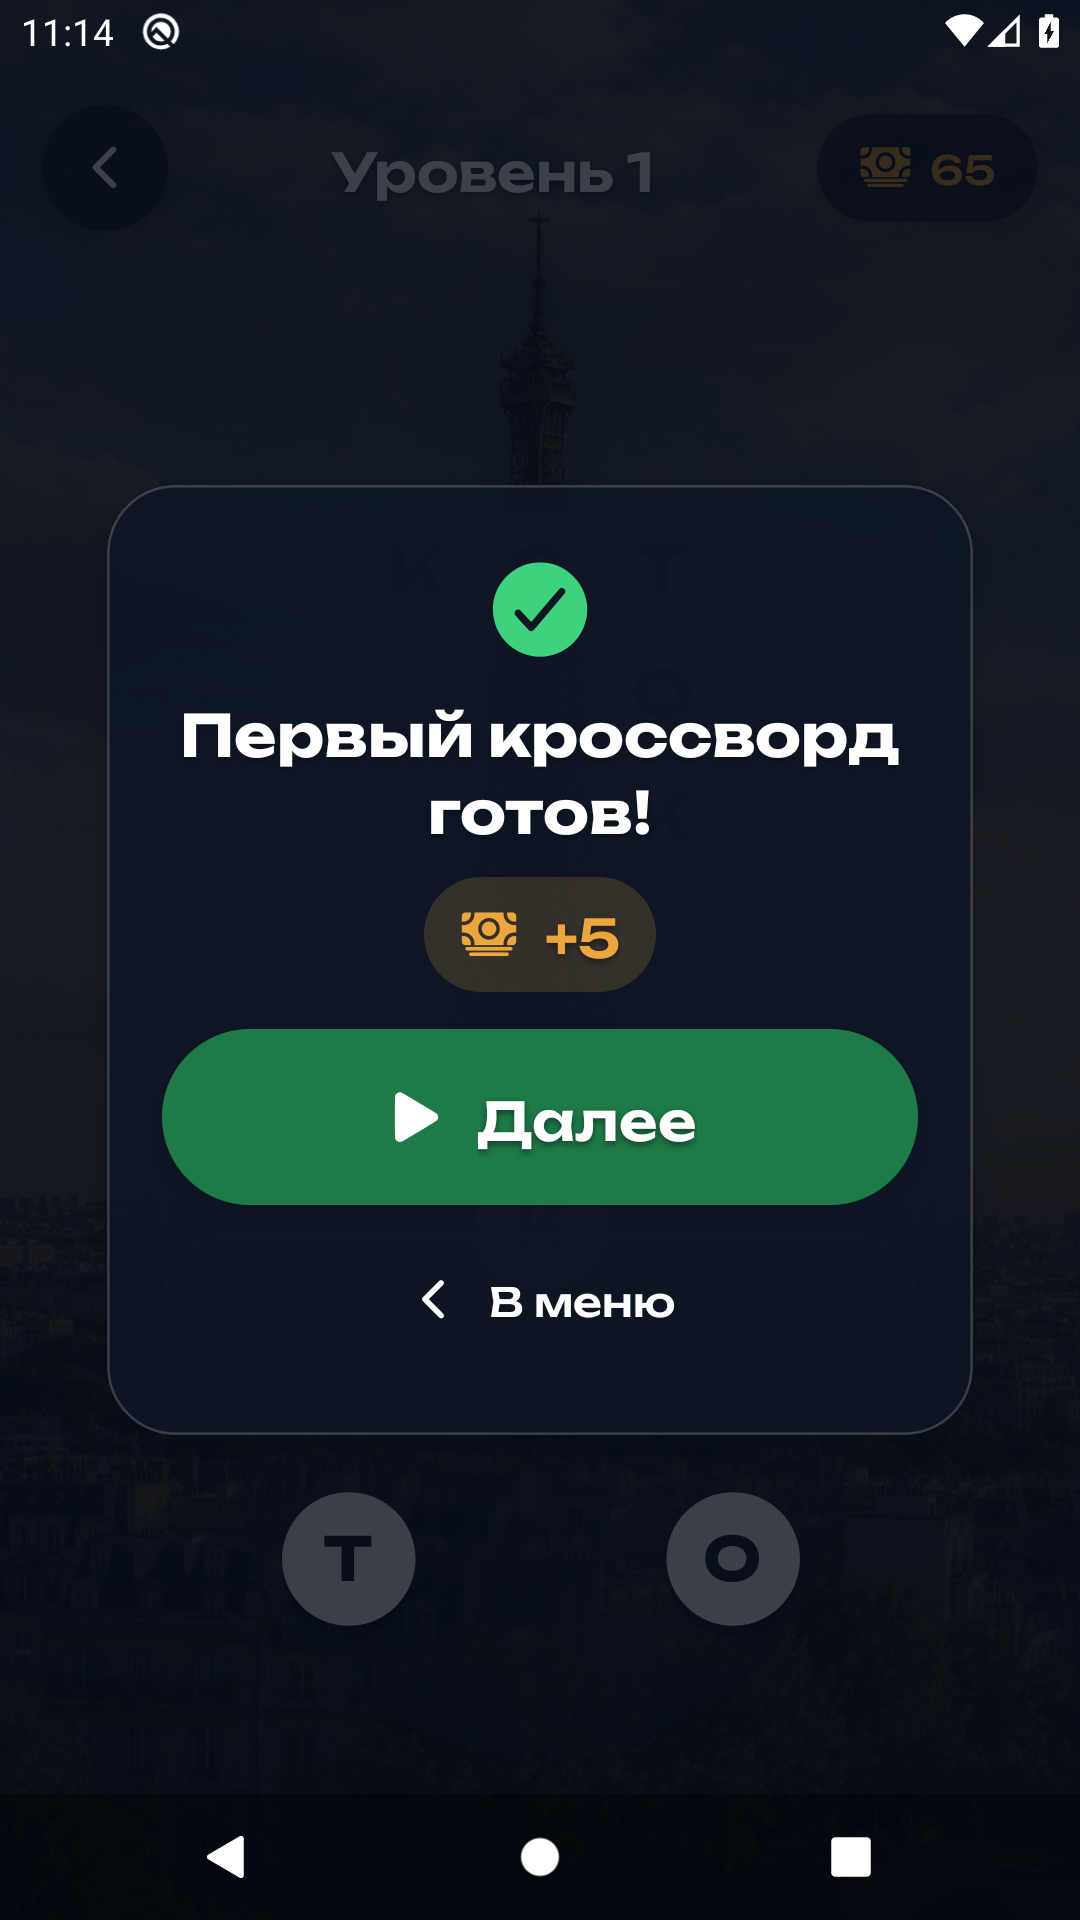 11:14
Уровень 1
65
К Т
О
К
Первый кроссворд
готов!
+5
Далее
В меню
Т О